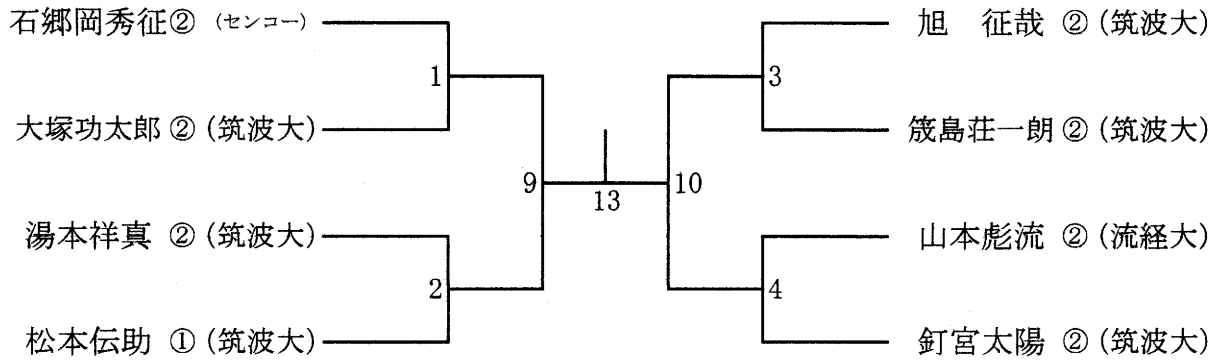 石郷岡秀征② (センコー)
旭 征哉 ② (筑波大)
1
3
大塚功太郎 ② (筑波大)
筬島荘一朗 ② (筑波大)
9
10
13
湯本祥真 ② (筑波大)
山本彪流 ② (流経大)
2
4
松本伝助 ① (筑波大)
釘宮太陽 ② (筑波大)